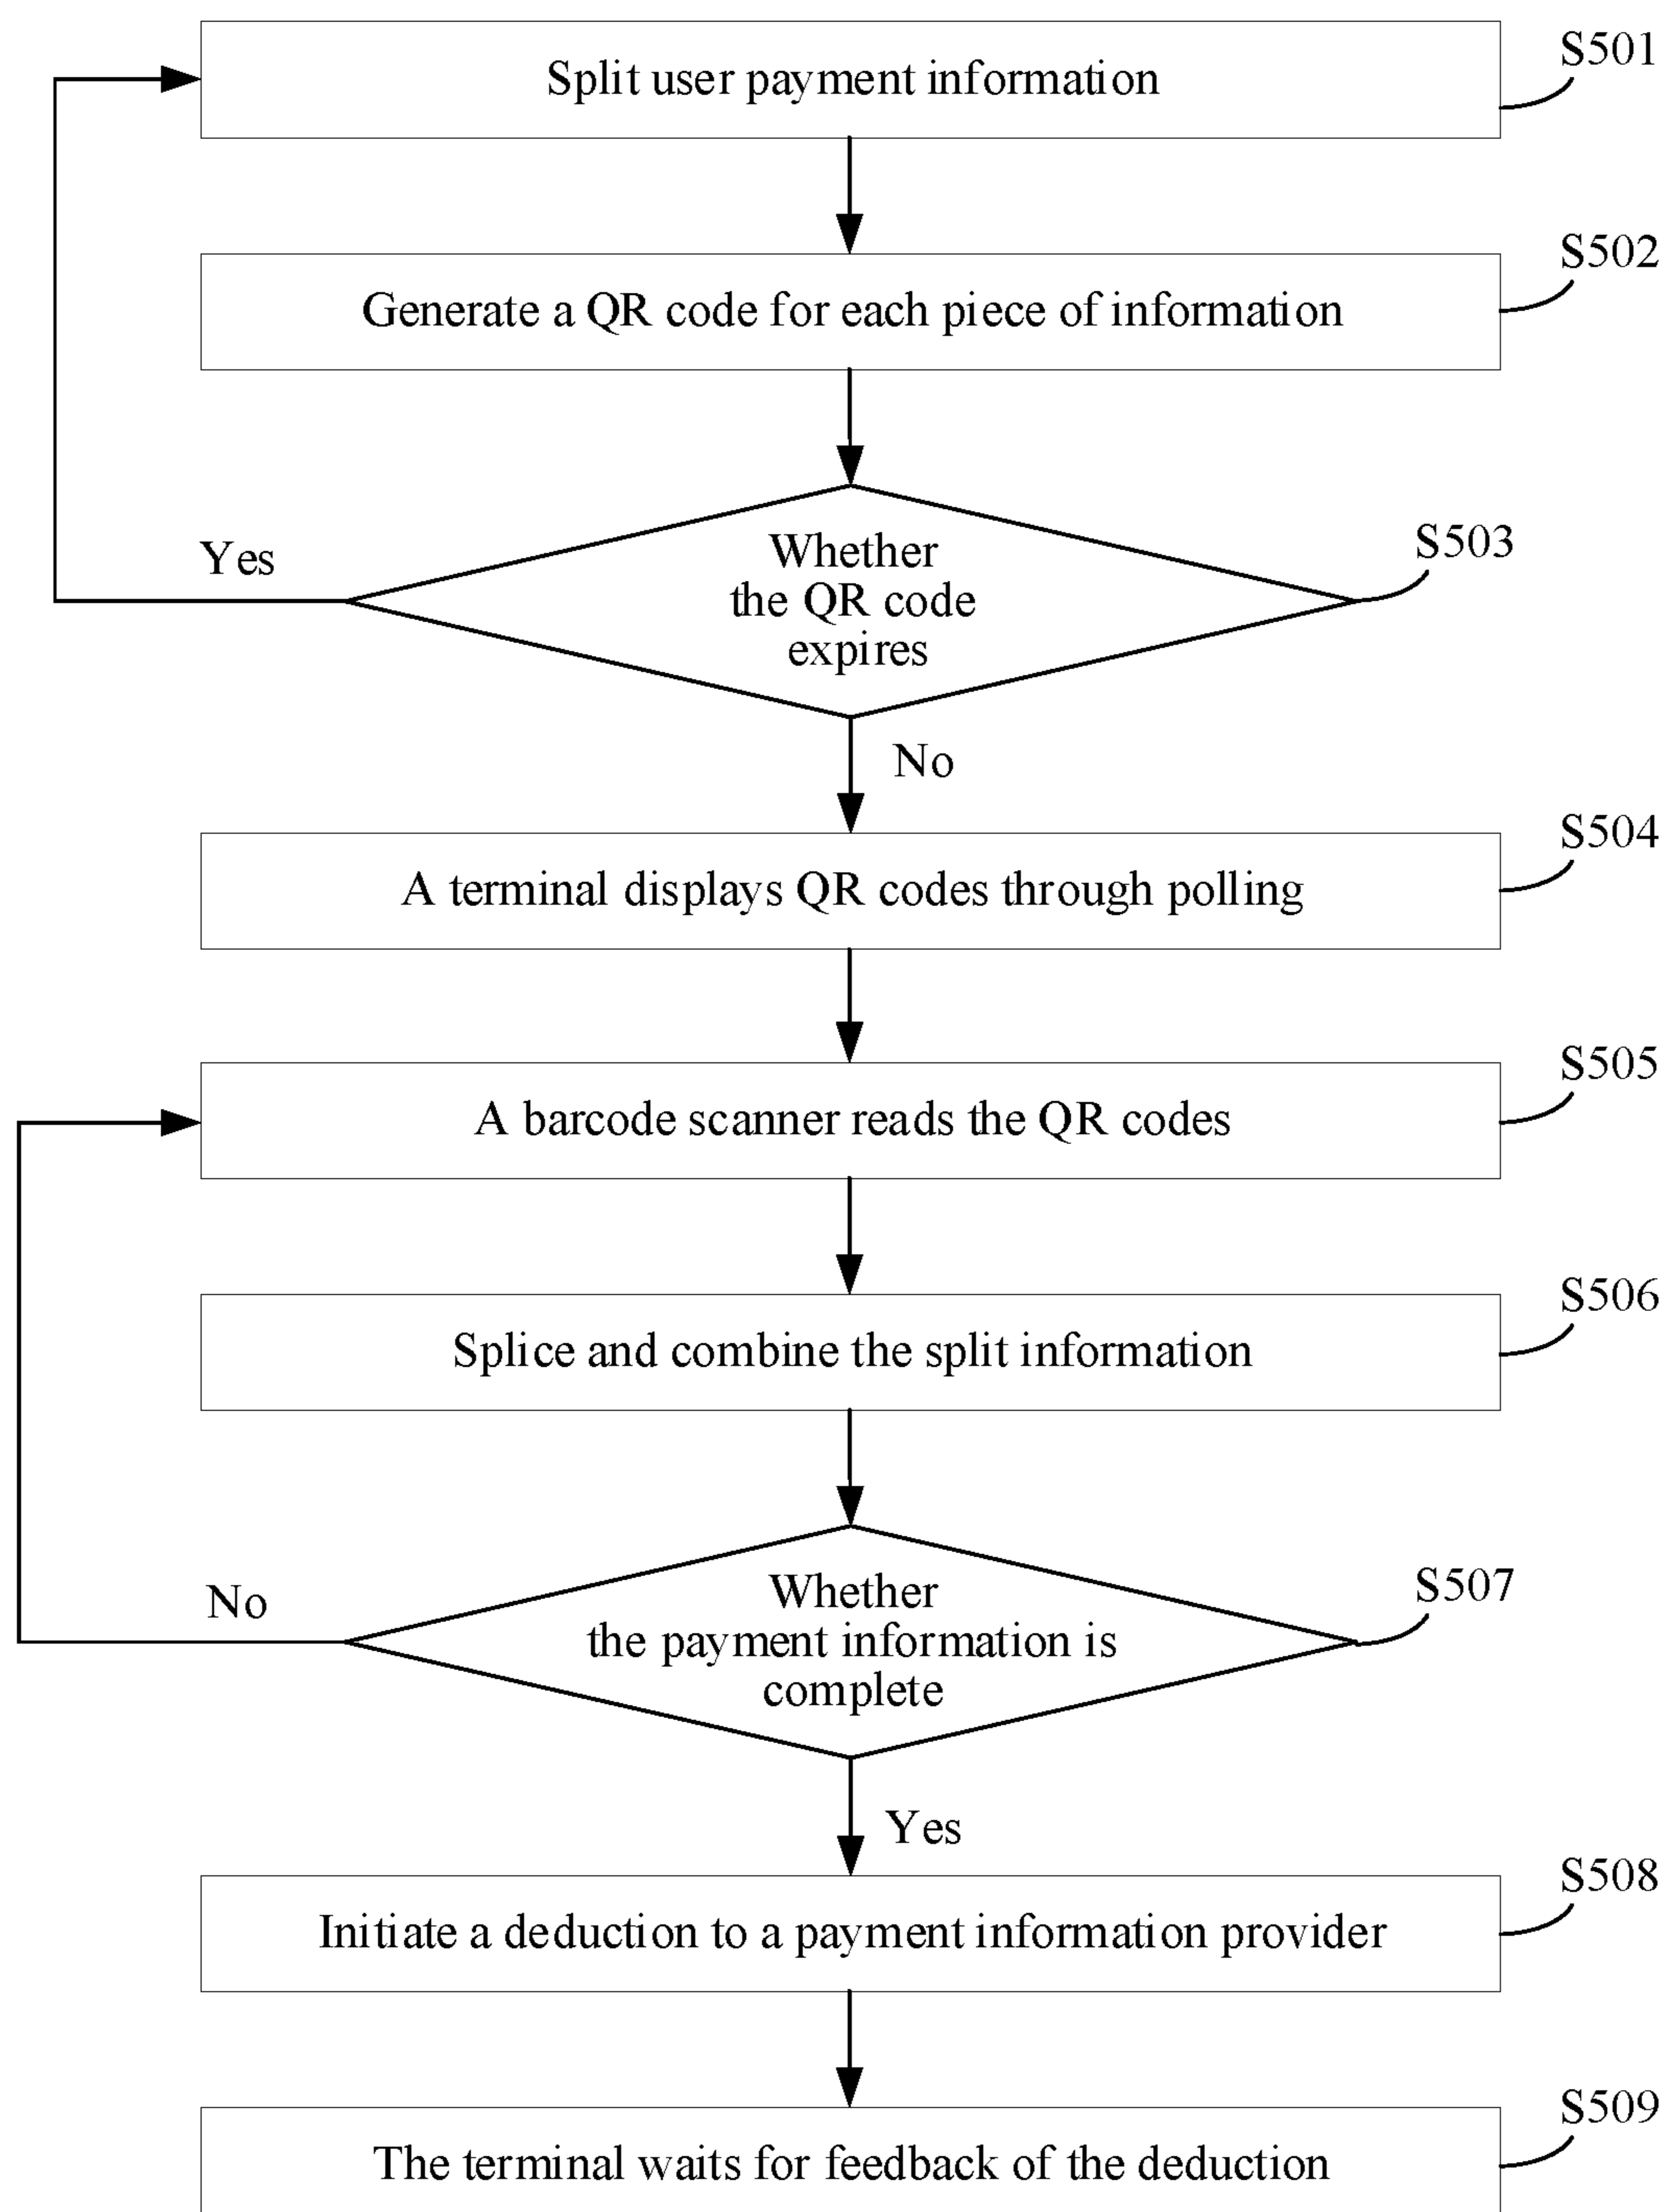 S501
Split user payment information
S502
Generate a QR code for each piece of information
S503
Whether
the QR code
expires
Yes
No
S504
A terminal displays QR codes through polling
S505
A barcode scanner reads the QR codes
S506
Splice and combine the split information
S507
Whether
the payment information is
complete
No
Yes
S508
Initiate a deduction to a payment information provider
S509
The terminal waits for feedback of the deduction